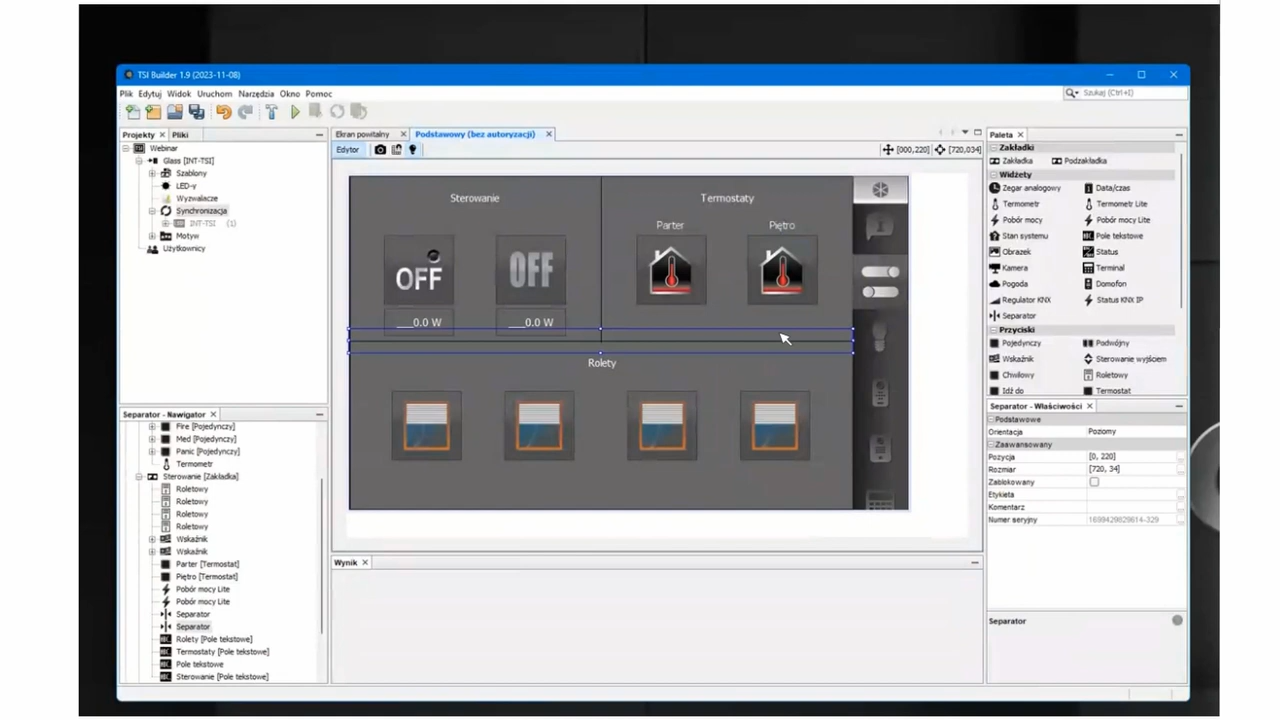 TSI Builder 1.9 (2023-11-08)
Plik Edytuj Widok Uruchom Narzędzia Okno Pomoc
Szukaj (Ctrl+I)
Projekty Pliki
Webinar
Glass [INT-TSI]
Szablony
LED-y
Wyzwalacze
Synchronizacja
INT-TSI (1)
Motyw
Użytkownicy
Separator - Nawigator
Fire [Pojedynczy]
Med [Pojedynczy]
Panic [Pojedynczy]
Termometr
Sterowanie [Zakładka]
Roletowy
Roletowy
Roletowy
Roletowy
Wskaźnik
Wskaźnik
Parter [Termostat]
Piętro [Termostat]
Pobór mocy Lite
Pobór mocy Lite
Separator
Separator
Rolety [Pole tekstowe]
Termostaty [Pole tekstowe]
Pole tekstowe
Sterowanie [Pole tekstowe]
Ekran powitalny Podstawowy (bez autoryzacji)
Edytor [000,220] [720,034]
Sterowanie Termostaty
Parter Piętro
OFF OFF
__0.0 W __0.0 W
Rolety
Wynik
Paleta
Zakładki
Zakładka Podzakładka
Widżety
Zegar analogowy Data/czas
Termometr Termometr Lite
Pobór mocy Pobór mocy Lite
Stan systemu Pole tekstowe
Obrazek Status
Kamera Terminal
Pogoda Domofon
Regulator KNX Status KNX IP
Separator
Przyciski
Pojedynczy Podwójny
Wskaźnik Sterowanie wyjściem
Chwilowy Roletowy
Idź do Termostat
Separator - Właściwości
Podstawowe
Orientacja Poziomy
Zaawansowany
Pozycja [0, 220]
Rozmiar [720, 34]
Zablokowany
Etykieta
Komentarz
Numer seryjny 1699429829614-329
Separator